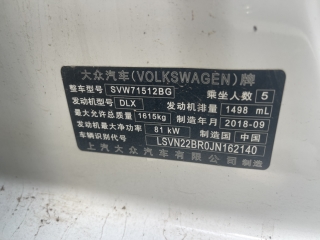 大众汽车(VOLKSWAGEN)牌
整车型号 SVW71512BG 乘坐人数 5
发动机型号 DLX 发动机排量 1498 mL
最大允许总质量 1615kg 制造年月 2018-09
发动机最大净功率 81 kW 制造国 中国
车辆识别代号 LSVN22BR0JN162140
上汽大众汽车有限公司制造